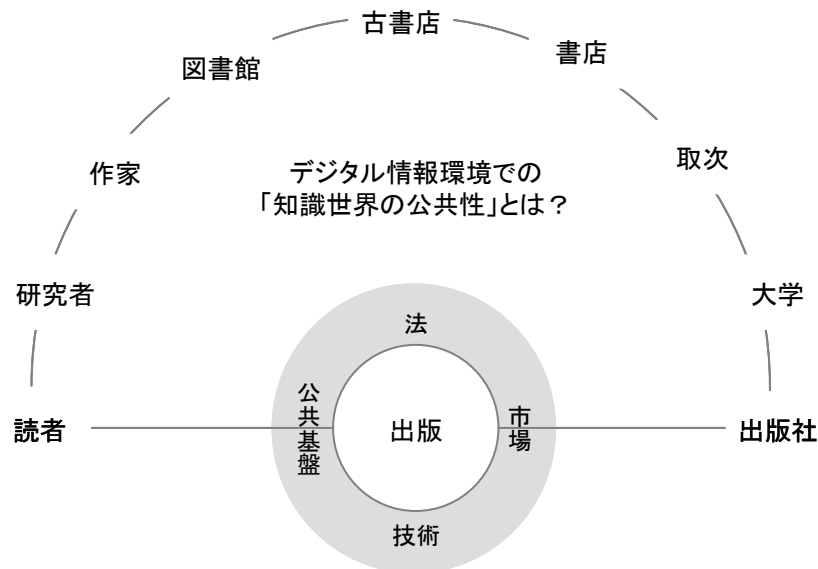 古書店
図書館
書店
作家
取次
デジタル情報環境での
「知識世界の公共性」とは？
研究者
大学
法
公共基盤
市場
読者
出版
出版社
技術